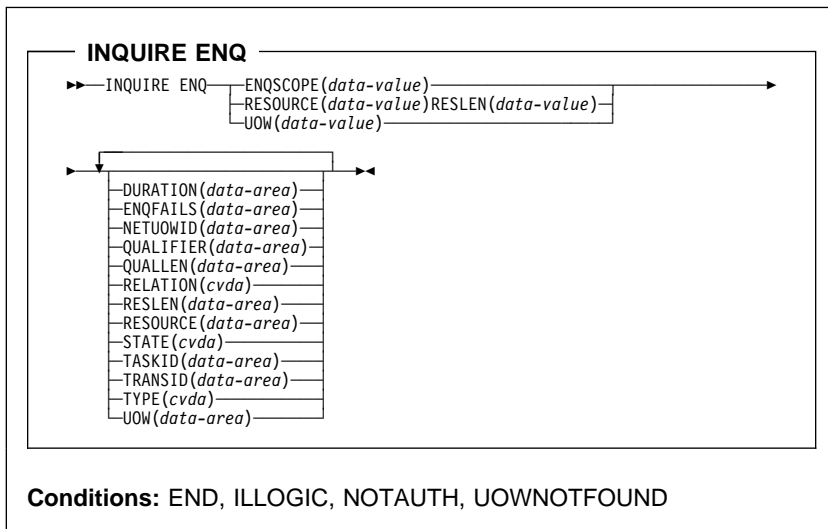 INQUIRE ENQ
INQUIRE ENQ ENQSCOPE(data-value)
RESOURCE(data-value)RESLEN(data-value)
UOW(data-value)
DURATION(data-area)
ENQFAILS(data-area)
NETUOWID(data-area)
QUALIFIER(data-area)
QUALLEN(data-area)
RELATION(cvda)
RESLEN(data-area)
RESOURCE(data-area)
STATE(cvda)
TASKID(data-area)
TRANSID(data-area)
TYPE(cvda)
UOW(data-area)
Conditions: END, ILLOGIC, NOTAUTH, UOWNOTFOUND